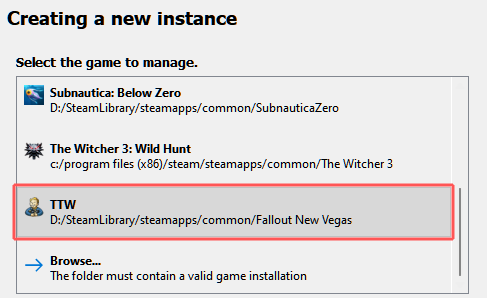 Creating a new instance
Select the game to manage.
Subnautica: Below Zero
D:/SteamLibrary/steamapps/common/SubnauticaZero
The Witcher 3: Wild Hunt
c:/program files (x86)/steam/steamapps/common/The Witcher 3
TTW
D:/SteamLibrary/steamapps/common/Fallout New Vegas
Browse...
The folder must contain a valid game installation